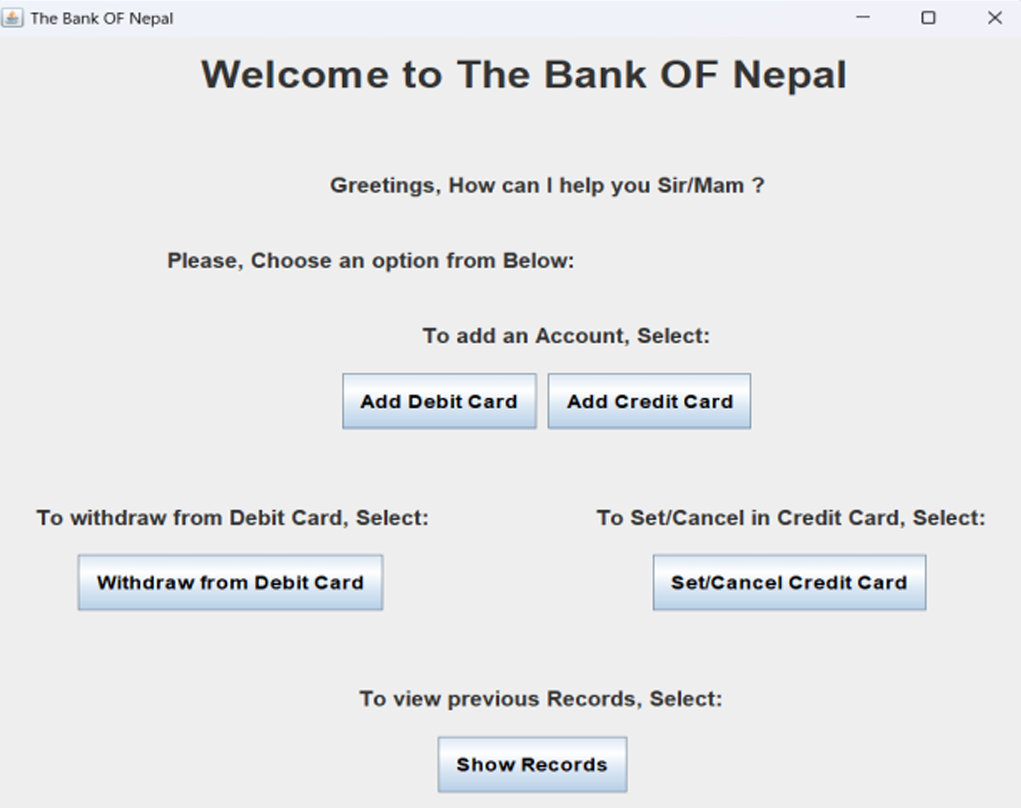 The Bank OF Nepal
Welcome to The Bank OF Nepal
Greetings, How can I help you Sir/Mam ?
Please, Choose an option from Below:
To add an Account, Select:
Add Debit Card Add Credit Card
To withdraw from Debit Card, Select: To Set/Cancel in Credit Card, Select:
Withdraw from Debit Card Set/Cancel Credit Card
To view previous Records, Select:
Show Records